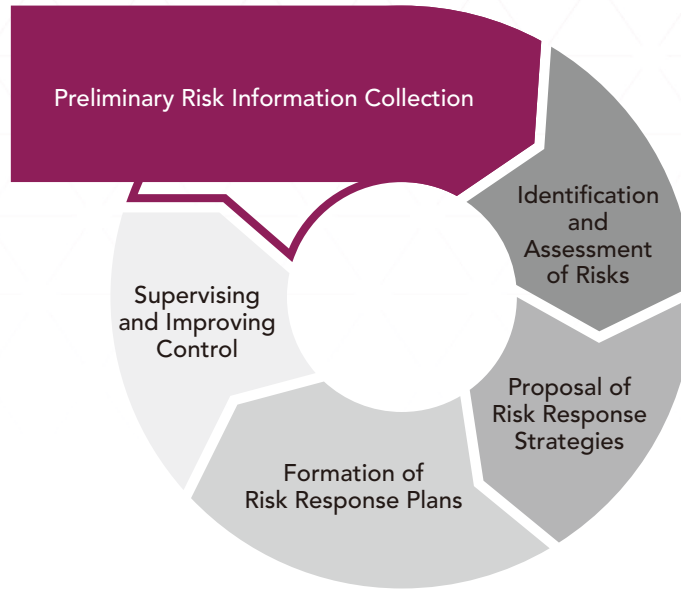 Preliminary Risk Information Collection
Identification
and
Assessment
of Risks
Proposal of
Risk Response
Strategies
Formation of
Risk Response Plans
Supervising
and Improving
Control